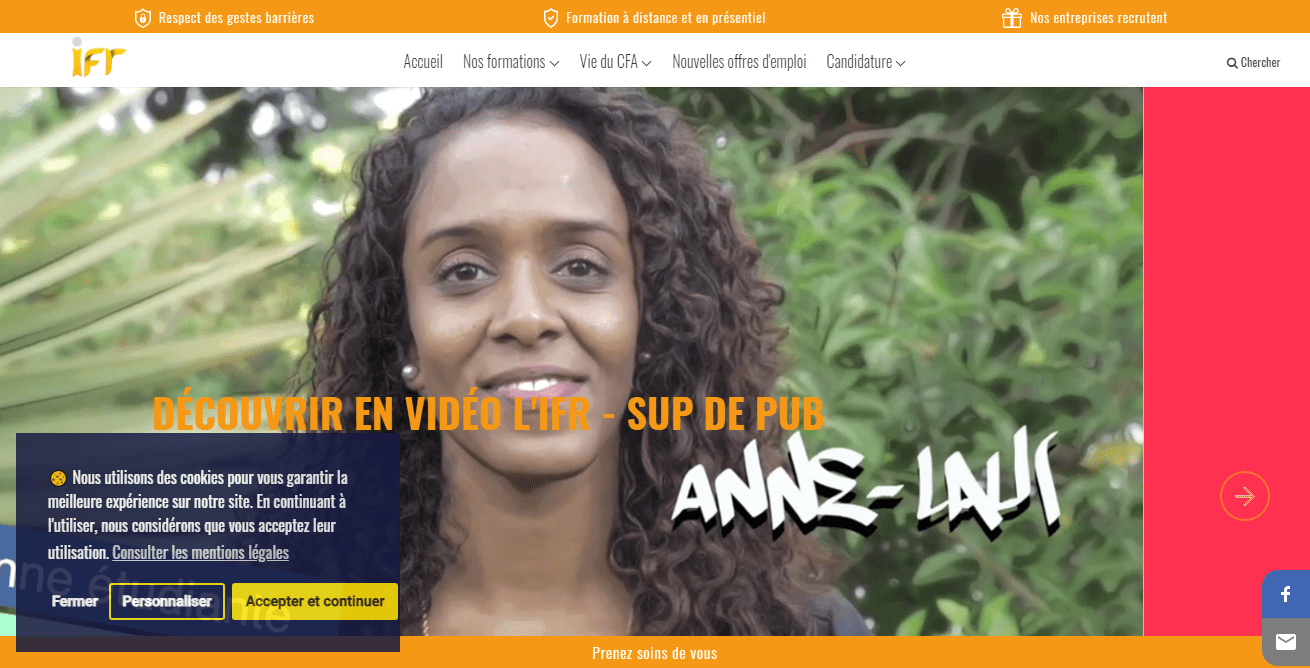 Respect des gestes barrières
Formation à distance et en présentiel
Nos entreprises recrutent
ifr
Accueil
Nos formations
Vie du CFA
Nouvelles offres d'emploi
Candidature
Chercher
DÉCOUVRIR EN VIDÉO L'IFR - SUP DE PUB
ANNE-LAU
🍪 Nous utilisons des cookies pour vous garantir la
meilleure expérience sur notre site. En continuant à
l'utiliser, nous considérons que vous acceptez leur
utilisation. Consulter les mentions légales
Fermer
Personnaliser
Accepter et continuer
Prenez soins de vous